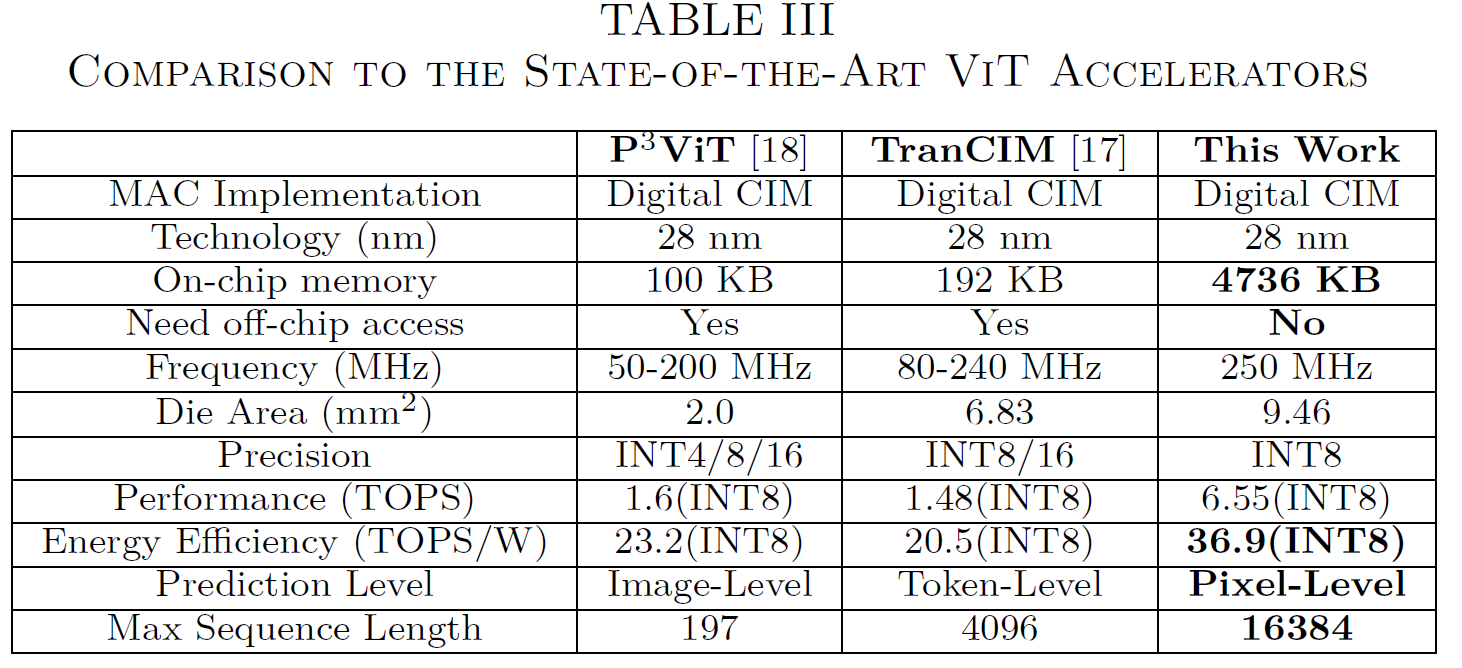 TABLE III
COMPARISON TO THE STATE-OF-THE-ART VIT ACCELERATORS
P³ViT [18] TranCIM [17] This Work
MAC Implementation Digital CIM Digital CIM Digital CIM
Technology (nm) 28 nm 28 nm 28 nm
On-chip memory 100 KB 192 KB 4736 KB
Need off-chip access Yes Yes No
Frequency (MHz) 50-200 MHz 80-240 MHz 250 MHz
Die Area (mm²) 2.0 6.83 9.46
Precision INT4/8/16 INT8/16 INT8
Performance (TOPS) 1.6(INT8) 1.48(INT8) 6.55(INT8)
Energy Efficiency (TOPS/W) 23.2(INT8) 20.5(INT8) 36.9(INT8)
Prediction Level Image-Level Token-Level Pixel-Level
Max Sequence Length 197 4096 16384